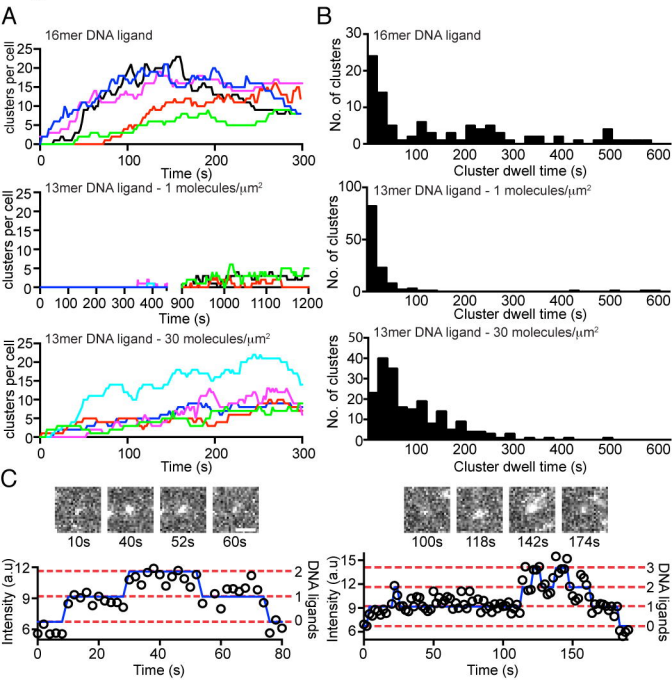 A
16mer DNA ligand
clusters per cell
25
20
15
10
5
0
0 100 200 300
Time (s)
13mer DNA ligand - 1 molecules/μm²
clusters per cell
25
20
15
10
5
0
0 100 200 300 400 900 1000 1100 1200
Time (s)
13mer DNA ligand - 30 molecules/μm²
clusters per cell
25
20
15
10
5
0
0 100 200 300
Time (s)
B
16mer DNA ligand
No. of clusters
30
20
10
0
100 200 300 400 500 600
Cluster dwell time (s)
13mer DNA ligand - 1 molecules/μm²
No. of clusters
100
50
0
100 200 300 400 500 600
Cluster dwell time (s)
13mer DNA ligand - 30 molecules/μm²
No. of clusters
50
40
30
20
10
0
100 200 300 400 500 600
Cluster dwell time (s)
C
10s 40s 52s 60s
Intensity (a.u)
12
9
6
0 20 40 60 80
Time (s)
2
1
0
DNA ligands
100s 118s 142s 174s
Intensity (a.u)
15
12
9
6
0 50 100 150
Time (s)
3
2
1
0
DNA ligands